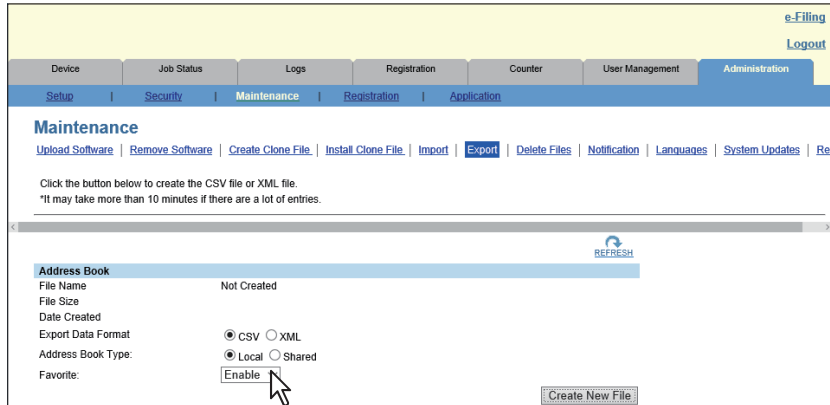 e-Filing
Logout
Device Job Status Logs Registration Counter User Management Administration
Setup | Security | Maintenance | Registration | Application
Maintenance
Upload Software | Remove Software | Create Clone File | Install Clone File | Import | Export | Delete Files | Notification | Languages | System Updates | Re
Click the button below to create the CSV file or XML file.
*It may take more than 10 minutes if there are a lot of entries.
REFRESH
Address Book
File Name Not Created
File Size
Date Created
Export Data Format CSV XML
Address Book Type: Local Shared
Favorite: Enable
Create New File